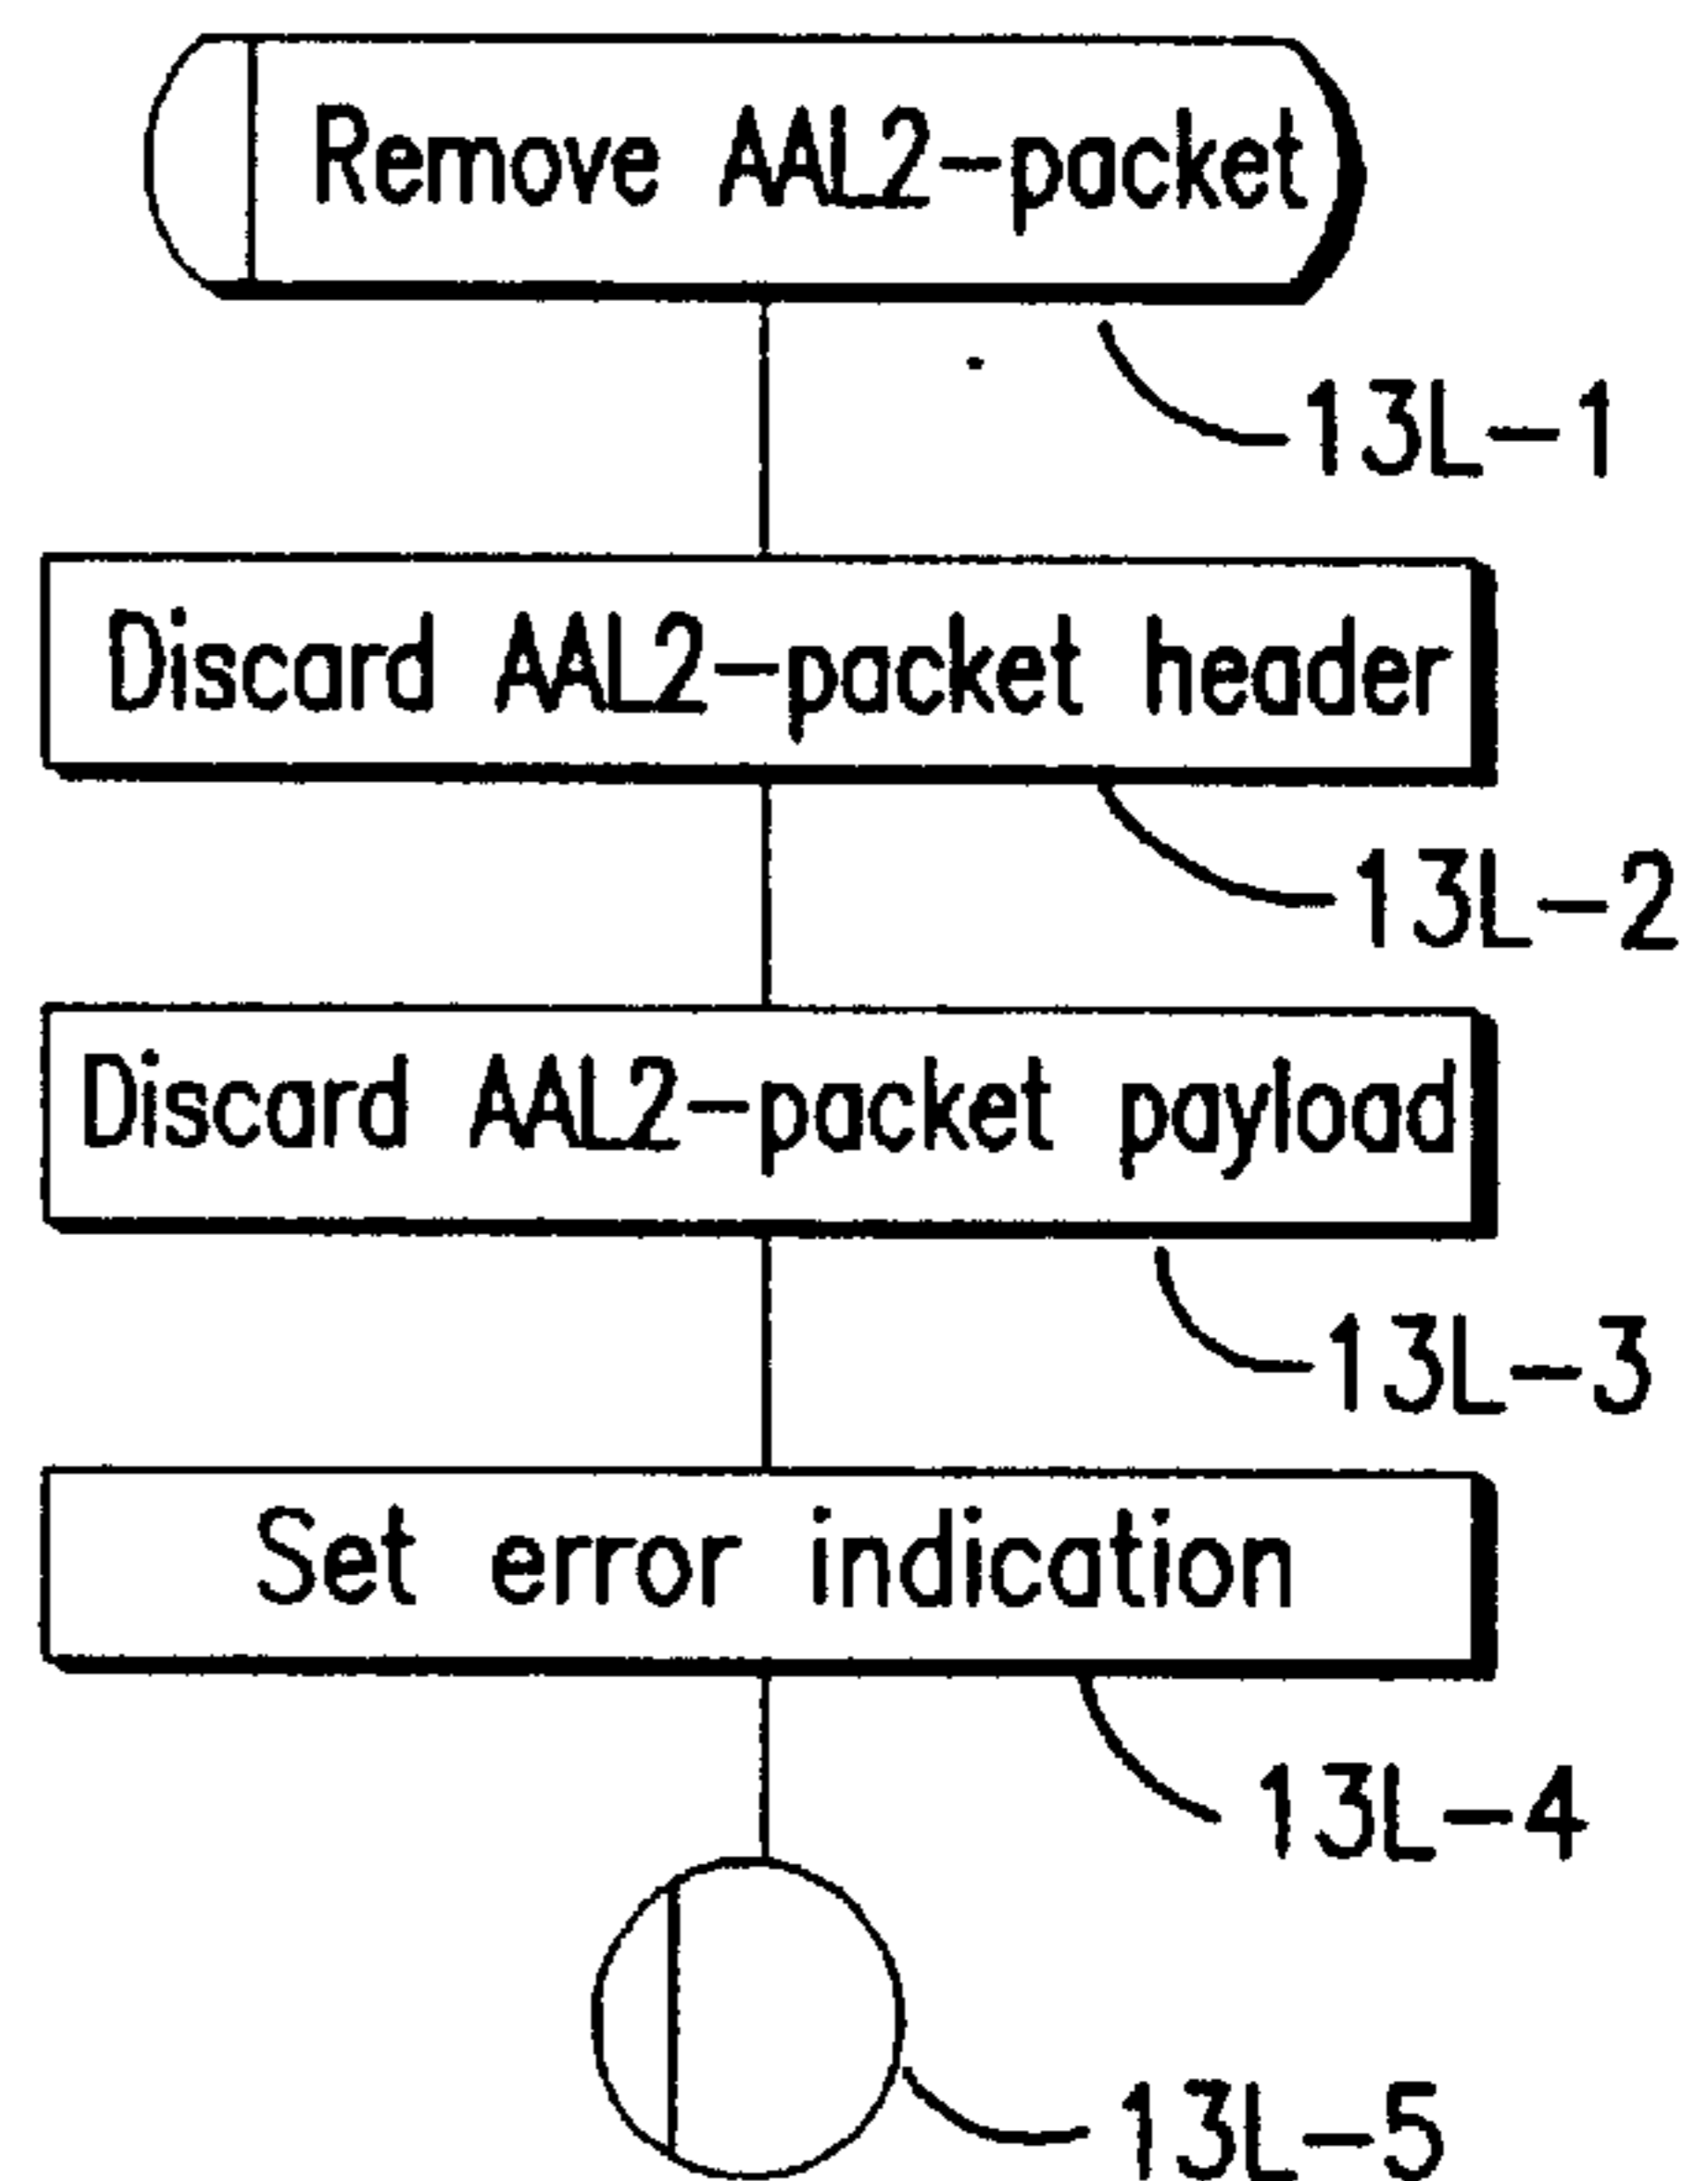 Remove AAL2-packet
13L-1
Discard AAL2-packet header
13L-2
Discard AAL2-packet payload
13L-3
Set error indication
13L-4
13L-5